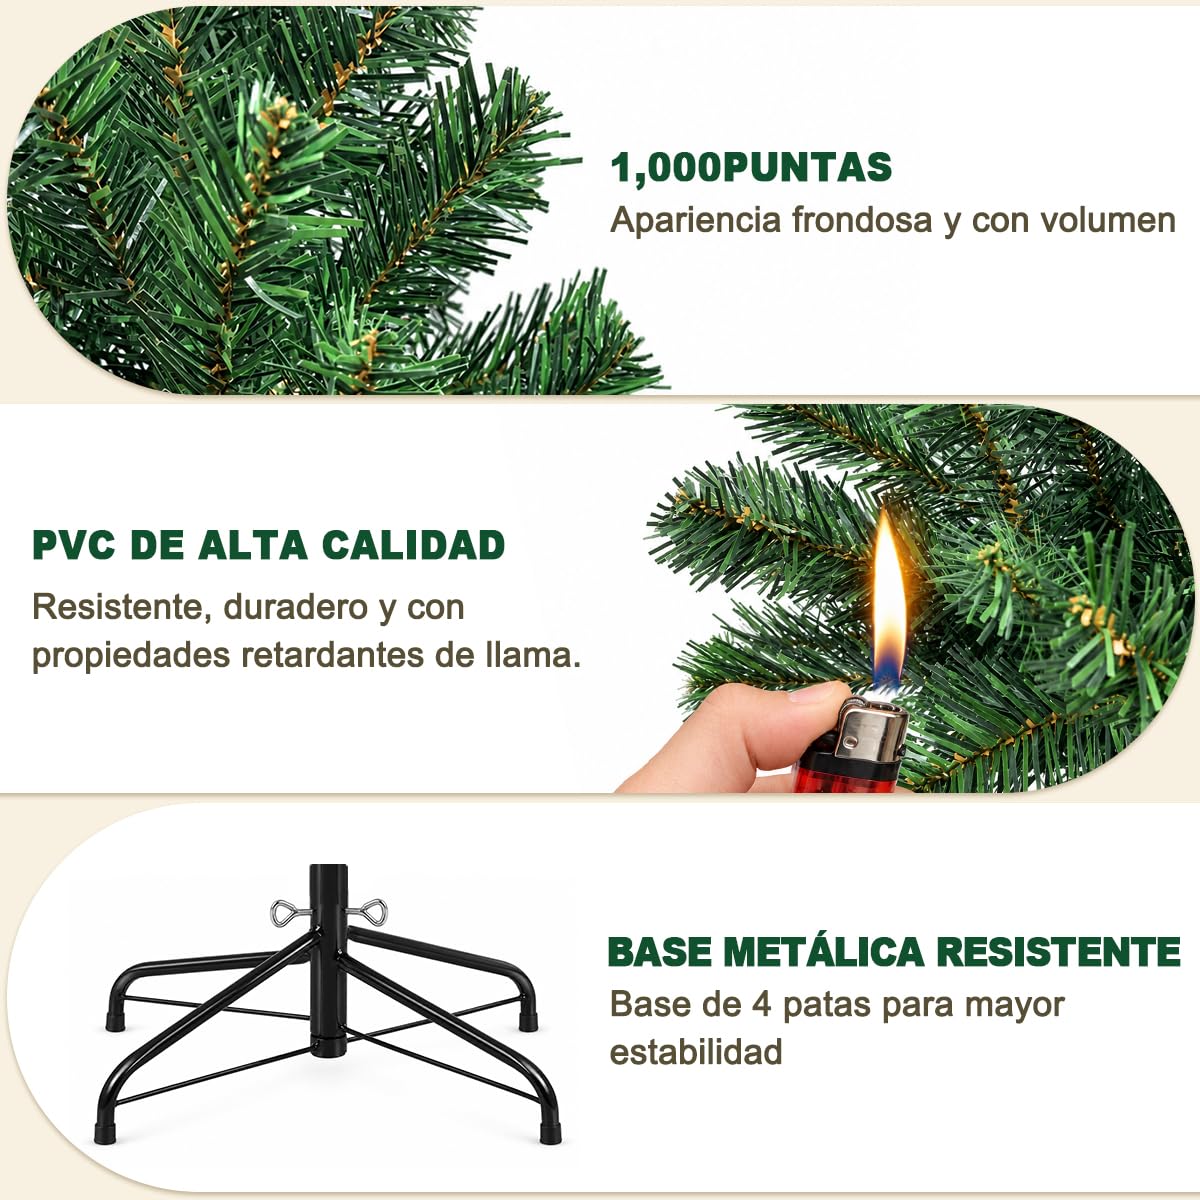 1,000PUNTAS
Apariencia frondosa y con volumen
PVC DE ALTA CALIDAD
Resistente, duradero y con
propiedades retardantes de llama.
BASE METÁLICA RESISTENTE
Base de 4 patas para mayor
estabilidad